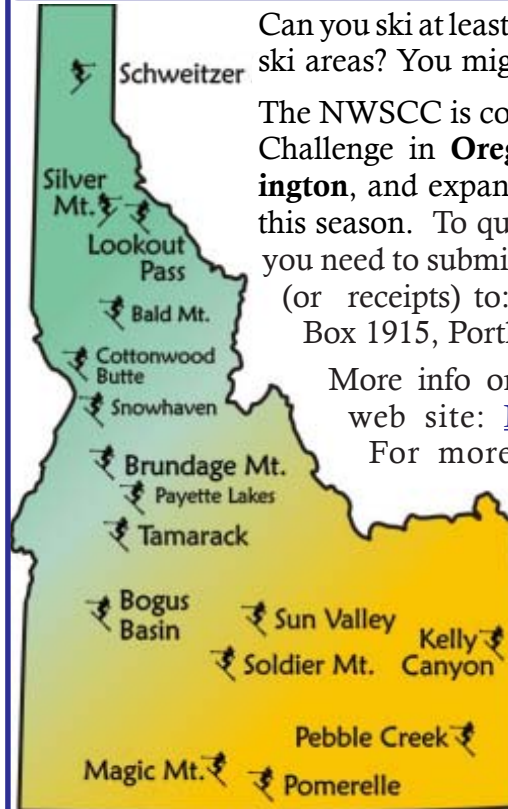 Can you ski at least
ski areas? You mig
The NWSCC is co
Challenge in Oreg
ington, and expan
this season. To qu
you need to submi
(or receipts) to:
Box 1915, Portl
More info or
web site:
For more
Schweitzer
Silver
Mt.
Lookout
Pass
Bald Mt.
Cottonwood
Butte
Snowhaven
Brundage Mt.
Payette Lakes
Tamarack
Bogus
Basin
Sun Valley
Soldier Mt.
Kelly
Canyon
Pebble Creek
Magic Mt.
Pomerelle